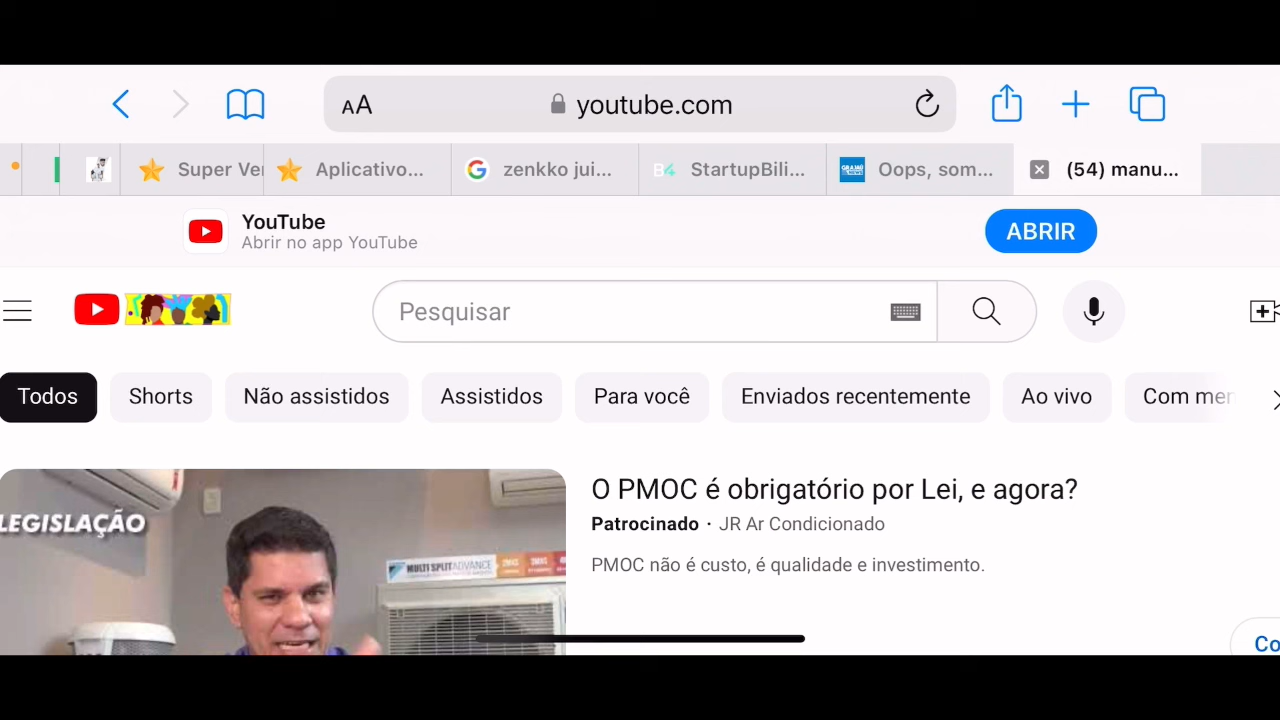 AA youtube.com
Super Ver Aplicativo... zenkko jui... StartupBili... Oops, som... (54) manu...
YouTube
Abrir no app YouTube
ABRIR
Pesquisar
Todos Shorts Não assistidos Assistidos Para você Enviados recentemente Ao vivo Com men
LEGISLAÇÃO
MULTI SPLIT ADVANCE
O PMOC é obrigatório por Lei, e agora?
Patrocinado · JR Ar Condicionado
PMOC não é custo, é qualidade e investimento.
Co